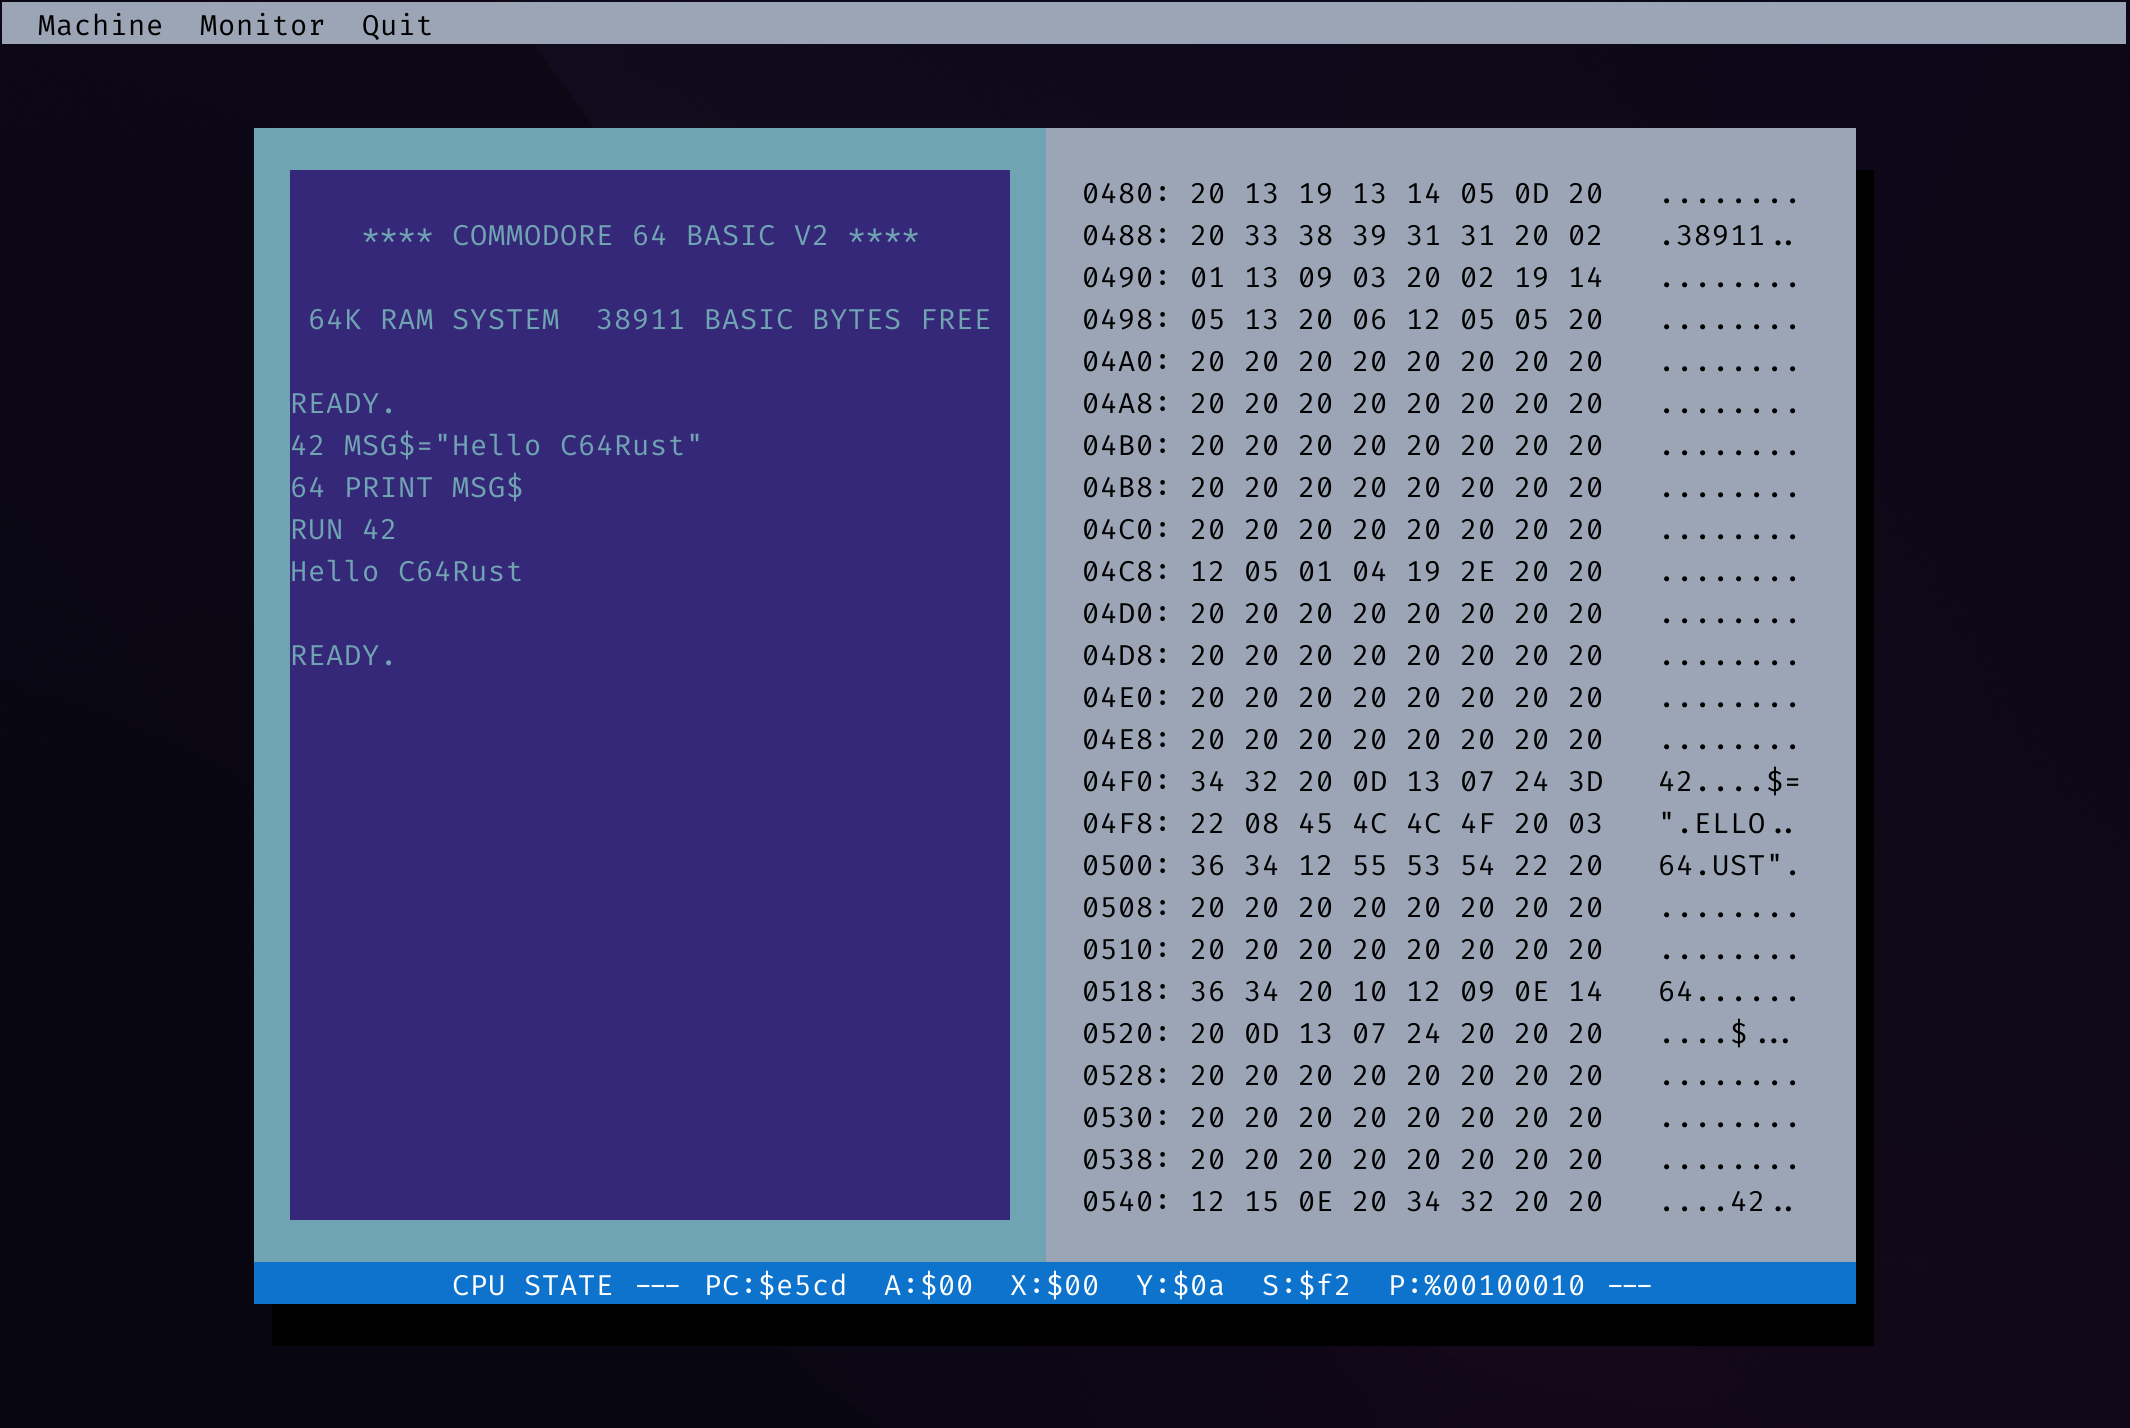 Machine  Monitor  Quit
**** COMMODORE 64 BASIC V2 ****
64K RAM SYSTEM  38911 BASIC BYTES FREE
READY.
42 MSG$="Hello C64Rust"
64 PRINT MSG$
RUN 42
Hello C64Rust
READY.
0480: 20 13 19 13 14 05 0D 20   ........
0488: 20 33 38 39 31 31 20 02   .38911..
0490: 01 13 09 03 20 02 19 14   ........
0498: 05 13 20 06 12 05 05 20   ........
04A0: 20 20 20 20 20 20 20 20   ........
04A8: 20 20 20 20 20 20 20 20   ........
04B0: 20 20 20 20 20 20 20 20   ........
04B8: 20 20 20 20 20 20 20 20   ........
04C0: 20 20 20 20 20 20 20 20   ........
04C8: 12 05 01 04 19 2E 20 20   ........
04D0: 20 20 20 20 20 20 20 20   ........
04D8: 20 20 20 20 20 20 20 20   ........
04E0: 20 20 20 20 20 20 20 20   ........
04E8: 20 20 20 20 20 20 20 20   ........
04F0: 34 32 20 0D 13 07 24 3D   42....$=
04F8: 22 08 45 4C 4C 4F 20 03   ".ELLO..
0500: 36 34 12 55 53 54 22 20   64.UST".
0508: 20 20 20 20 20 20 20 20   ........
0510: 20 20 20 20 20 20 20 20   ........
0518: 36 34 20 10 12 09 0E 14   64......
0520: 20 0D 13 07 24 20 20 20   ....$...
0528: 20 20 20 20 20 20 20 20   ........
0530: 20 20 20 20 20 20 20 20   ........
0538: 20 20 20 20 20 20 20 20   ........
0540: 12 15 0E 20 34 32 20 20   ....42..
CPU STATE --- PC:$e5cd  A:$00  X:$00  Y:$0a  S:$f2  P:%00100010 ---